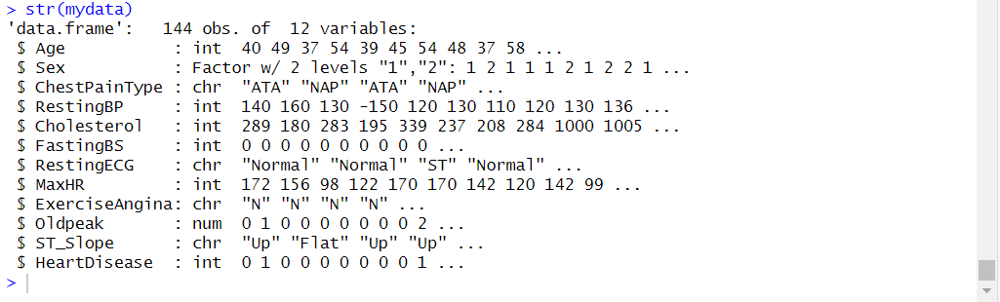 > str(mydata)
'data.frame':   144 obs. of  12 variables:
 $ Age           : int  40 49 37 54 39 45 54 48 37 58 ...
 $ Sex           : Factor w/ 2 levels "1","2": 1 2 1 1 1 2 1 2 2 1 ...
 $ ChestPainType : chr  "ATA" "NAP" "ATA" "NAP" ...
 $ RestingBP     : int  140 160 130 -150 120 130 110 120 130 136 ...
 $ Cholesterol   : int  289 180 283 195 339 237 208 284 1000 1005 ...
 $ FastingBS     : int  0 0 0 0 0 0 0 0 0 0 ...
 $ RestingECG    : chr  "Normal" "Normal" "ST" "Normal" ...
 $ MaxHR         : int  172 156 98 122 170 170 142 120 142 99 ...
 $ ExerciseAngina: chr  "N" "N" "N" "N" ...
 $ Oldpeak       : num  0 1 0 0 0 0 0 0 0 2 ...
 $ ST_Slope      : chr  "Up" "Flat" "Up" "Up" ...
 $ HeartDisease  : int  0 1 0 0 0 0 0 0 0 1 ...
>